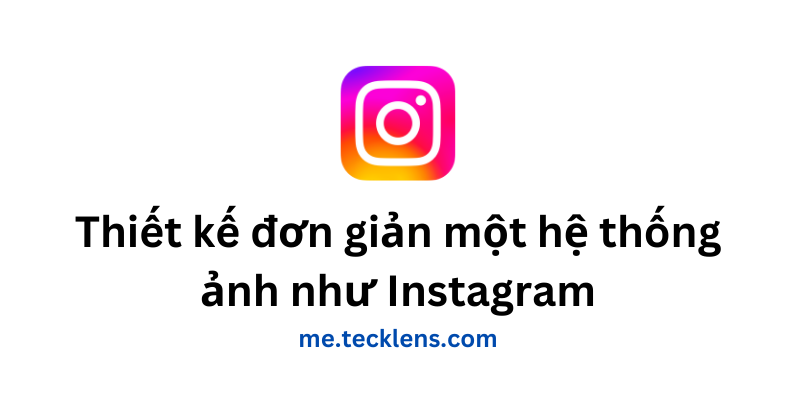 Thiết kế đơn giản một hệ thống
ảnh như Instagram
me.tecklens.com